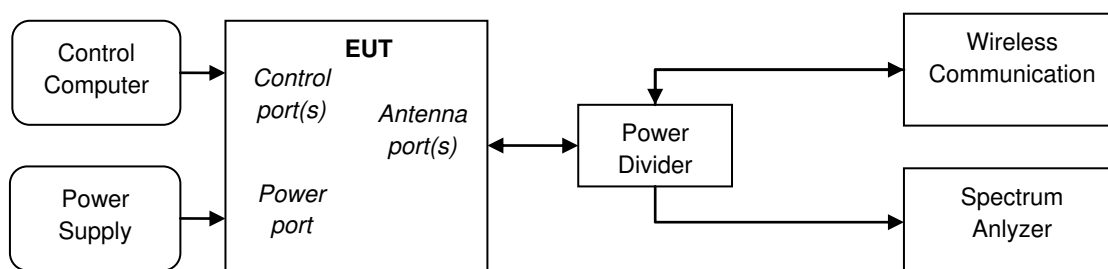 Control
Computer
Power
Supply
EUT
Control
port(s)
Antenna
port(s)
Power
port
Power
Divider
Wireless
Communication
Spectrum
Anlyzer